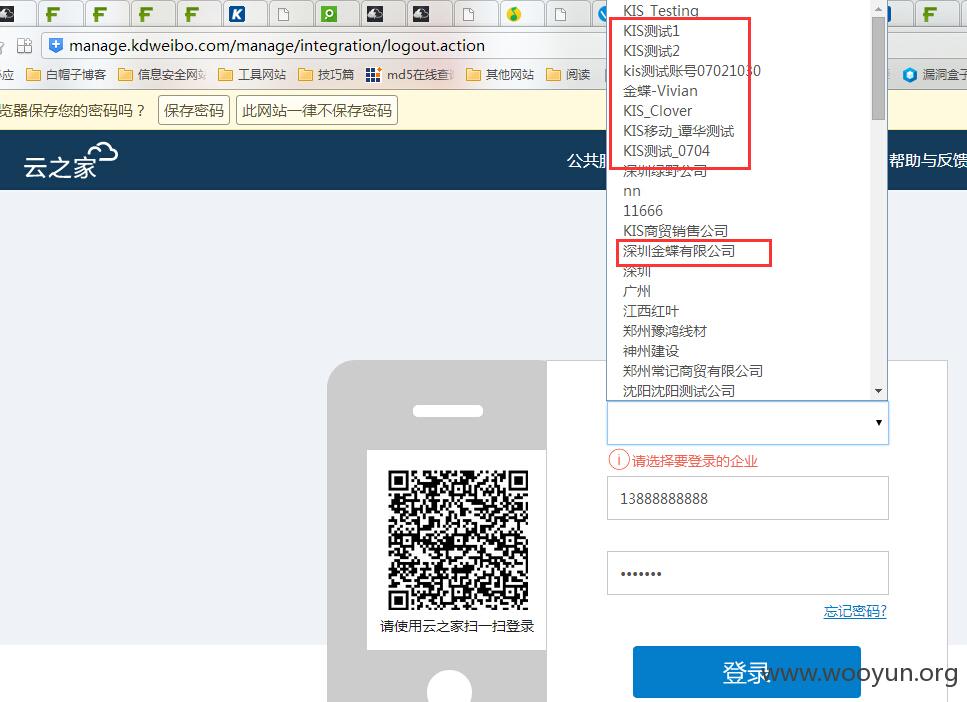 KIS_Testing
KIS测试1
manage.kdweibo.com/manage/integration/logout.action
KIS测试2
白帽子博客
信息安全网站
工具网站
技巧篇
md5在线查询
其他网站
阅读
kis测试账号07021030
漏洞盒子
金蝶-Vivian
览器保存您的密码吗？
保存密码
此网站一律不保存密码
KIS_Clover
KIS移动_谭华测试
KIS测试_0704
云之家
帮助与反馈
深圳绿野公司
nn
11666
KIS商贸销售公司
深圳金蝶有限公司
深圳
广州
江西红叶
郑州豫鸿线材
神州建设
郑州常记商贸有限公司
沈阳沈阳测试公司
请选择要登录的企业
13888888888
•••••••
忘记密码?
请使用云之家扫一扫登录
登录
www.wooyun.org